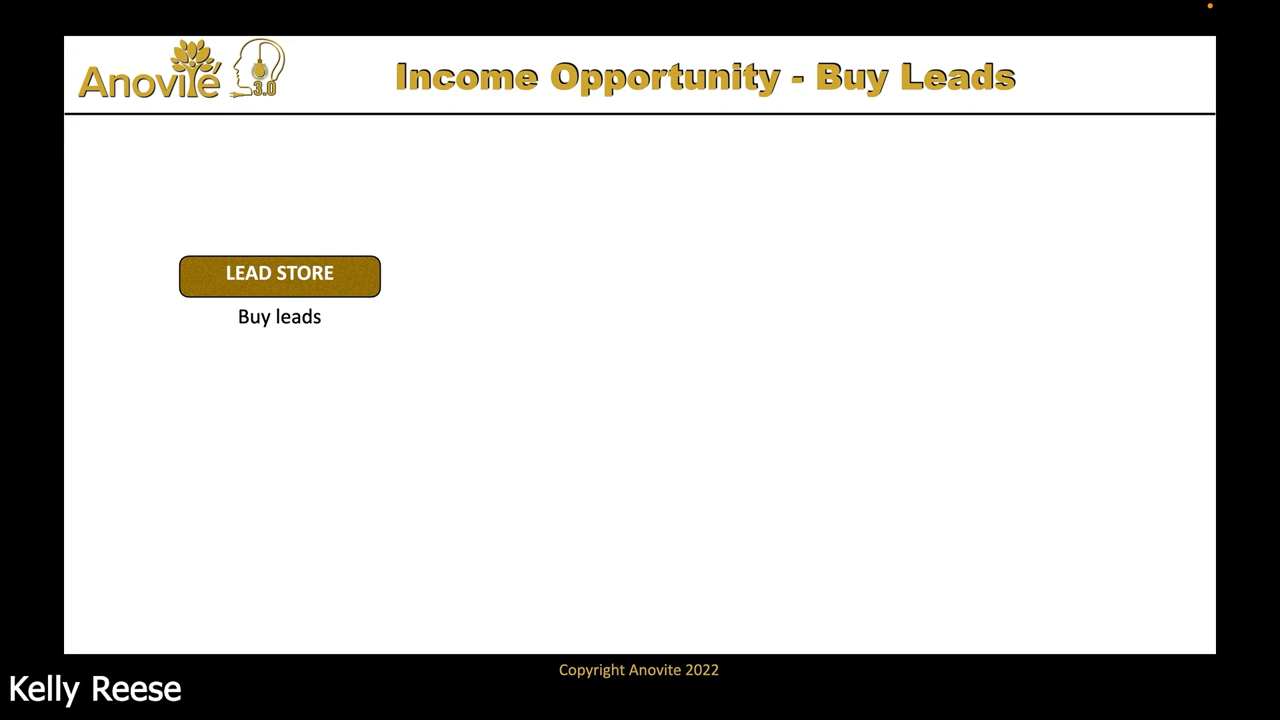 Anovite 3.0
Income Opportunity - Buy Leads
LEAD STORE
Buy leads
Copyright Anovite 2022
Kelly Reese